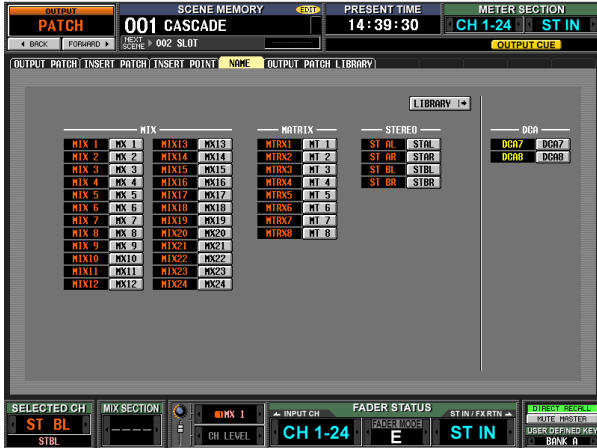 OUTPUT
PATCH
BACK
FORWARD
SCENE MEMORY
EDIT
001 CASCADE
NEXT SCENE
002 SLOT
PRESENT TIME
14:39:30
METER SECTION
CH 1-24
ST IN
OUTPUT CUE
OUTPUT PATCH INSERT PATCH INSERT POINT NAME OUTPUT PATCH LIBRARY
LIBRARY
MIX MATRIX STEREO DCA
MIX 1 MX 1 MIX13 MX13 MTRX1 MT 1 ST AL STAL DCA7 DCA7
MIX 2 MX 2 MIX14 MX14 MTRX2 MT 2 ST AR STAR DCA8 DCA8
MIX 3 MX 3 MIX15 MX15 MTRX3 MT 3 ST BL STBL
MIX 4 MX 4 MIX16 MX16 MTRX4 MT 4 ST BR STBR
MIX 5 MX 5 MIX17 MX17 MTRX5 MT 5
MIX 6 MX 6 MIX18 MX18 MTRX6 MT 6
MIX 7 MX 7 MIX19 MX19 MTRX7 MT 7
MIX 8 MX 8 MIX20 MX20 MTRX8 MT 8
MIX 9 MX 9 MIX21 MX21
MIX10 MX10 MIX22 MX22
MIX11 MX11 MIX23 MX23
MIX12 MX12 MIX24 MX24
SELECTED CH
ST BL
STBL
MIX SECTION
----
MX 1
CH LEVEL
INPUT CH
FADER STATUS
ST IN / FX RTN
CH 1-24
FADER MODE
E
ST IN
DIRECT RECALL
MUTE MASTER
USER DEFINED KEY
BANK A